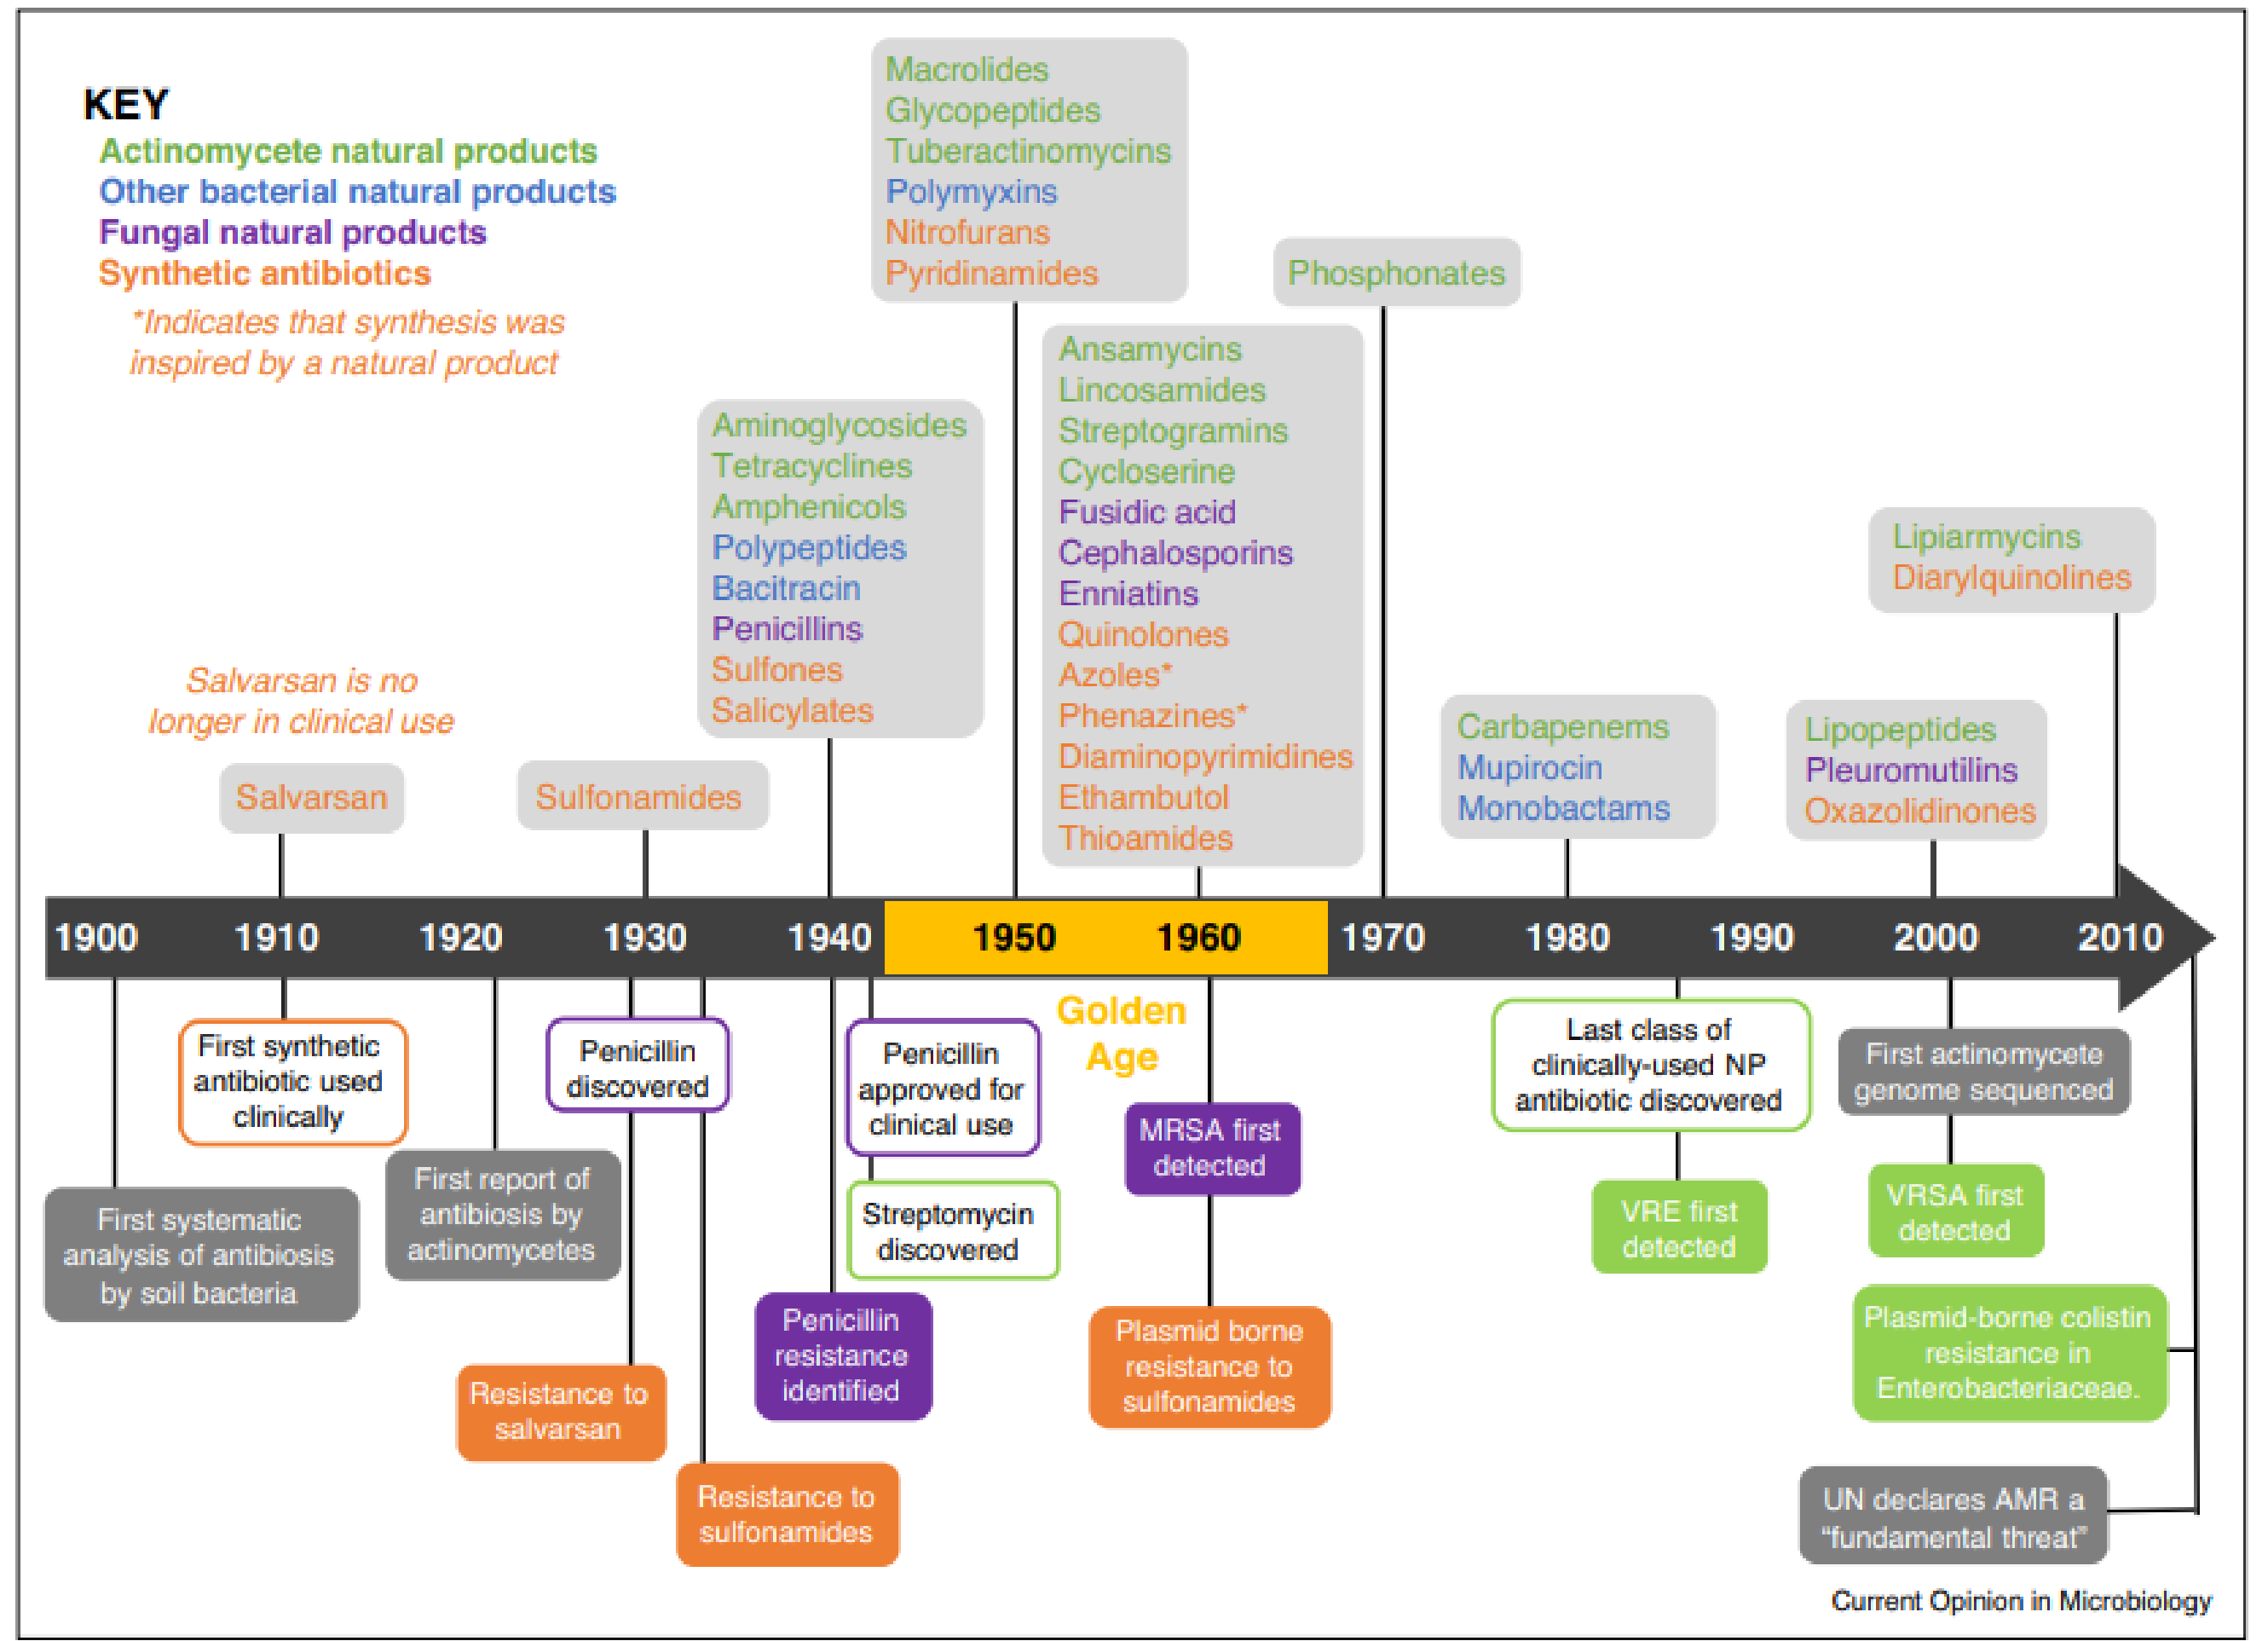 KEY
Actinomycete natural products
Other bacterial natural products
Fungal natural products
Synthetic antibiotics
*Indicates that synthesis was
inspired by a natural product
Macrolides
Glycopeptides
Tuberactinomycins
Polymyxins
Nitrofurans
Pyridinamides
Phosphonates
Ansamycins
Lincosamides
Streptogramins
Cycloserine
Fusidic acid
Cephalosporins
Enniatins
Quinolones
Azoles*
Phenazines*
Diaminopyrimidines
Ethambutol
Thioamides
Aminoglycosides
Tetracyclines
Amphenicols
Polypeptides
Bacitracin
Penicillins
Sulfones
Salicylates
Lipiarmycins
Diarylquinolines
Salvarsan is no
longer in clinical use
Salvarsan
Sulfonamides
Carbapenems
Mupirocin
Monobactams
Lipopeptides
Pleuromutilins
Oxazolidinones
1900 1910 1920 1930 1940 1950 1960 1970 1980 1990 2000 2010
Golden
Age
First synthetic
antibiotic used
clinically
Penicillin
discovered
Penicillin
approved for
clinical use
Last class of
clinically-used NP
antibiotic discovered
First actinomycete
genome sequenced
MRSA first
detected
First systematic
analysis of antibiosis
by soil bacteria
First report of
antibiosis by
actinomycetes
Streptomycin
discovered
VRE first
detected
VRSA first
detected
Resistance to
salvarsan
Penicillin
resistance
identified
Plasmid borne
resistance to
sulfonamides
Plasmid-borne colistin
resistance in
Enterobacteriaceae.
Resistance to
sulfonamides
UN declares AMR a
“fundamental threat”
Current Opinion in Microbiology